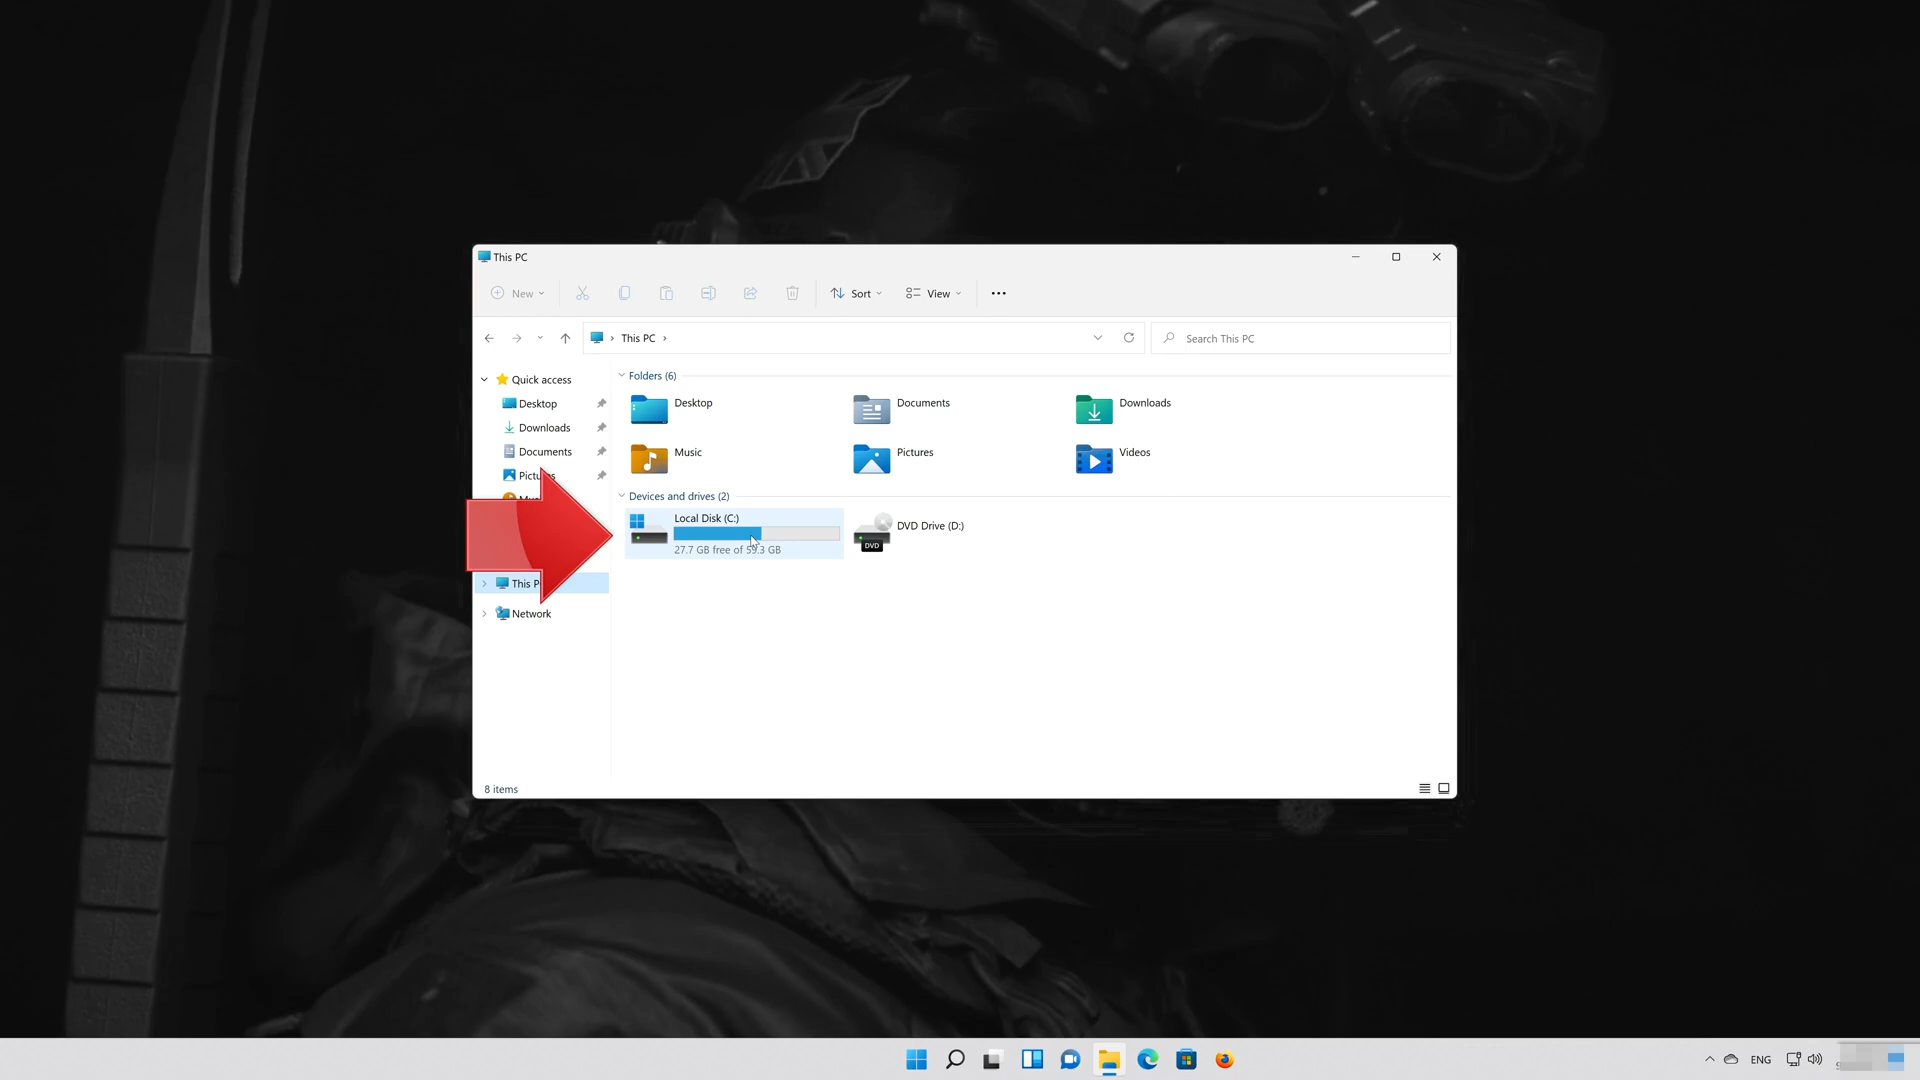 This PC
New
Sort
View
This PC
Search This PC
Quick access
Desktop
Downloads
Documents
Network
Folders (6)
Desktop
Documents
Downloads
Music
Pictures
Videos
Devices and drives (2)
Local Disk (C:)
27.7 GB free of 59.3 GB
DVD Drive (D:)
DVD
8 items
ENG